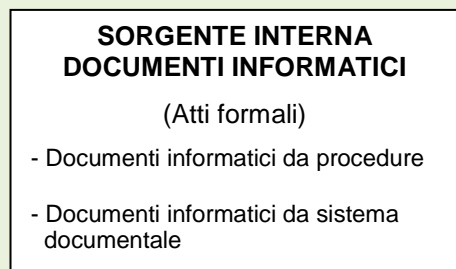 SORGENTE INTERNA
DOCUMENTI INFORMATICI
(Atti formali)
- Documenti informatici da procedure
- Documenti informatici da sistema
documentale